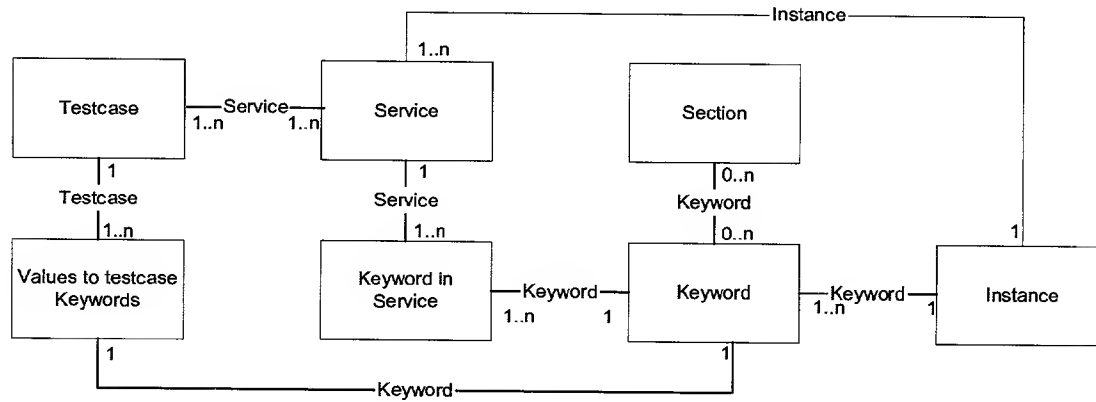 Instance
1..n
Testcase
Service
1..n
1..n
Service
Section
1
1
0..n
Testcase
Service
Keyword
1..n
1..n
0..n
1
Values to testcase
Keywords
Keyword in
Service
Keyword
1..n
1
Keyword
Keyword
1..n
1
Instance
1
1
Keyword